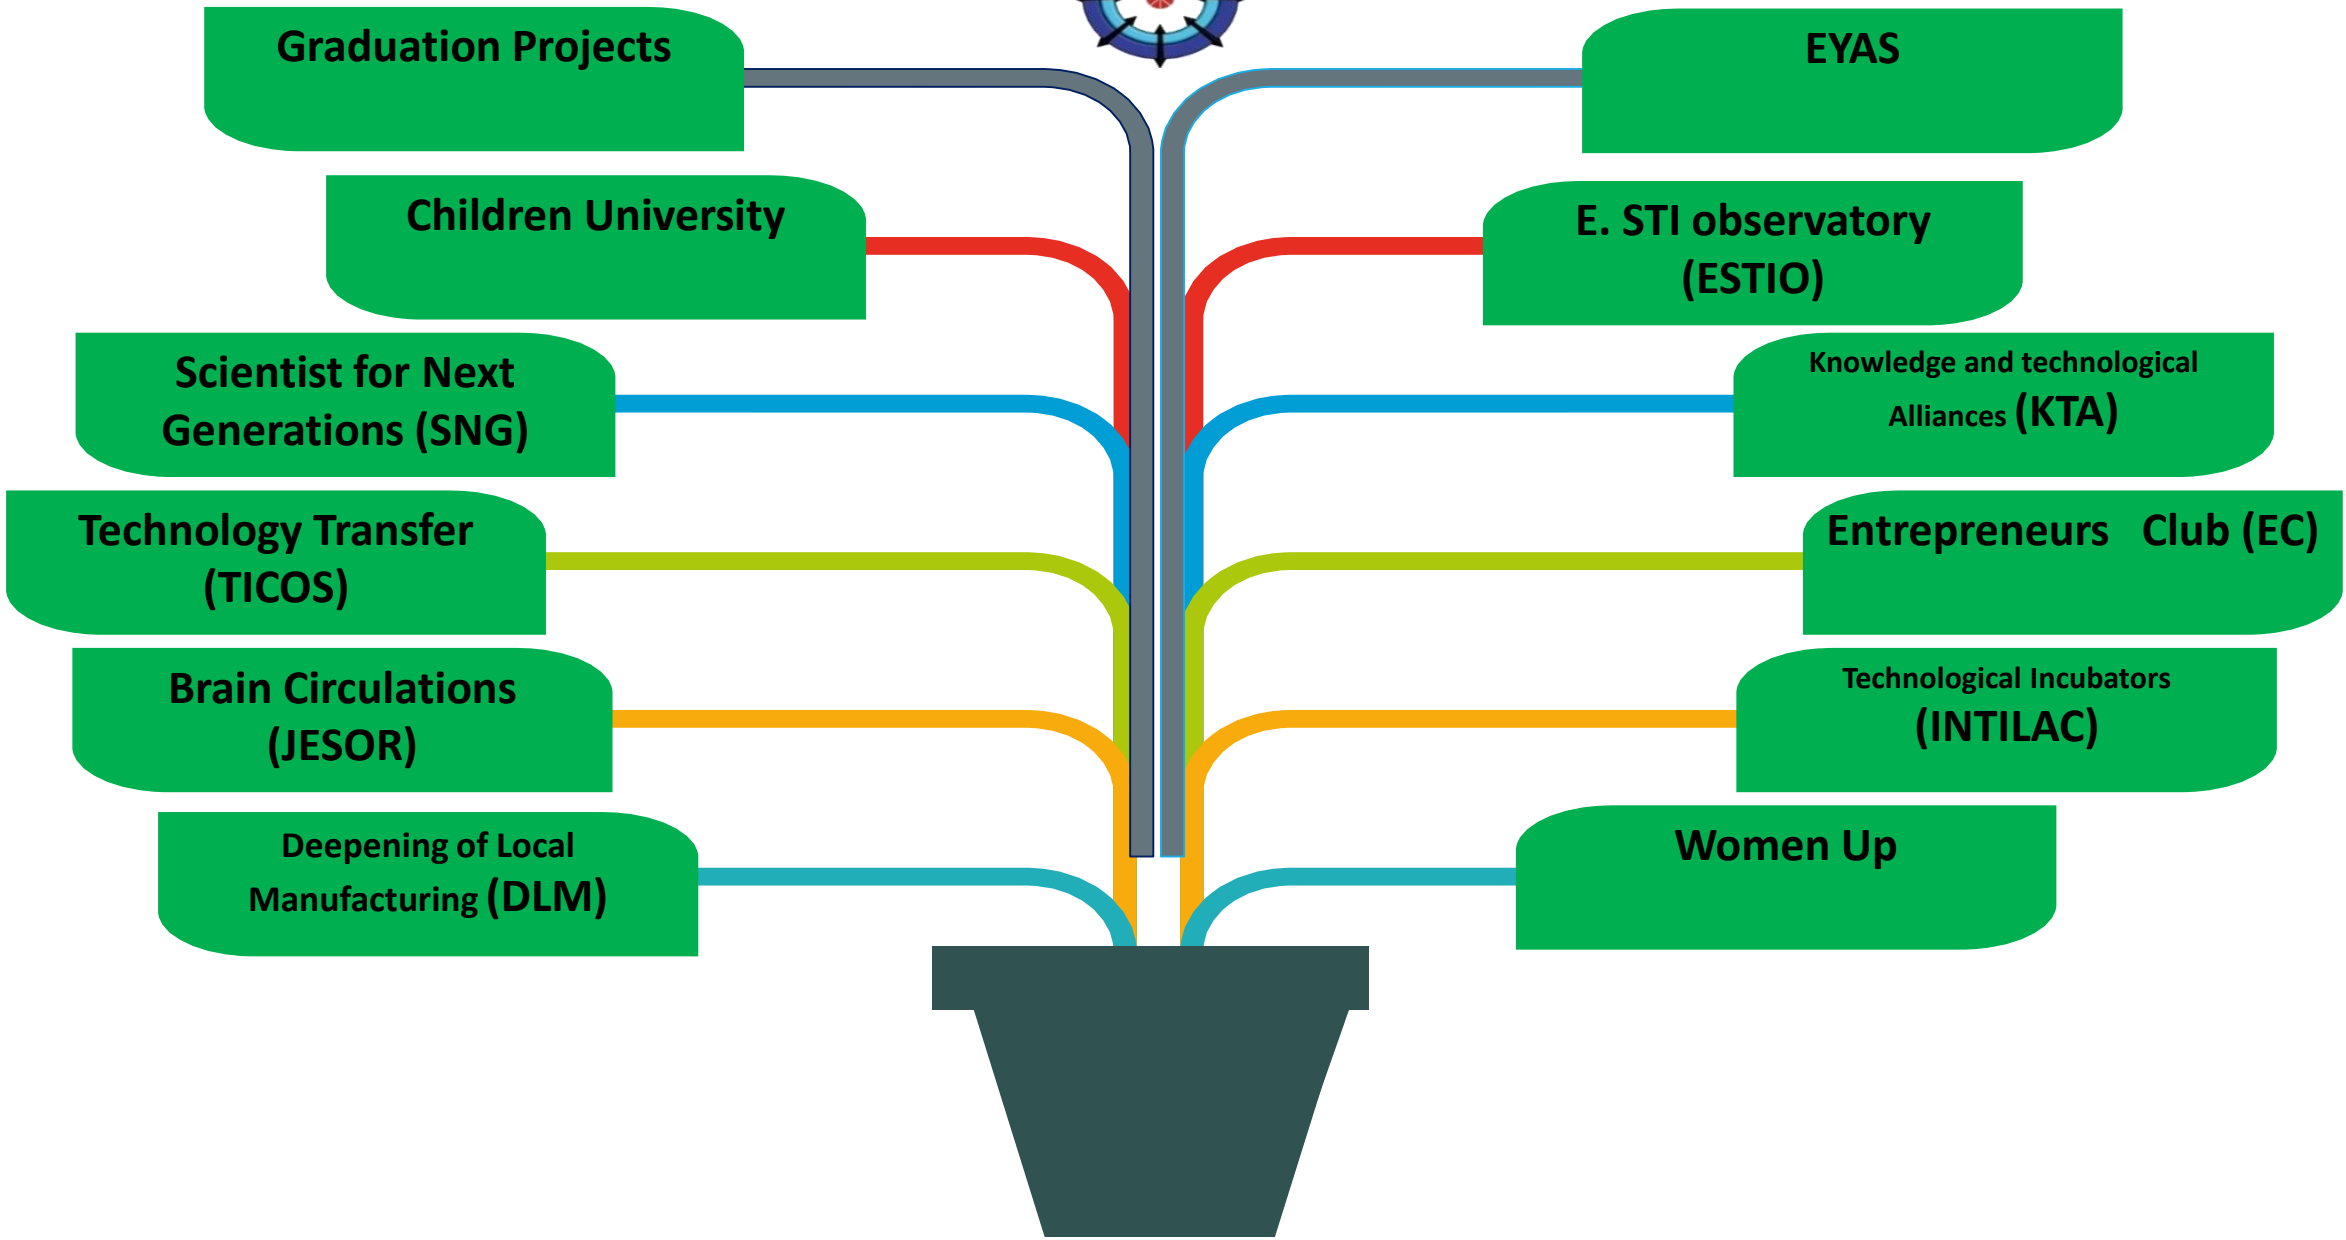 Graduation Projects
EYAS
Children University
E. STI observatory
(ESTIO)
Scientist for Next
Generations (SNG)
Knowledge and technological
Alliances (KTA)
Technology Transfer
(TICOS)
Entrepreneurs   Club (EC)
Brain Circulations
(JESOR)
Technological Incubators
(INTILAC)
Deepening of Local
Manufacturing (DLM)
Women Up